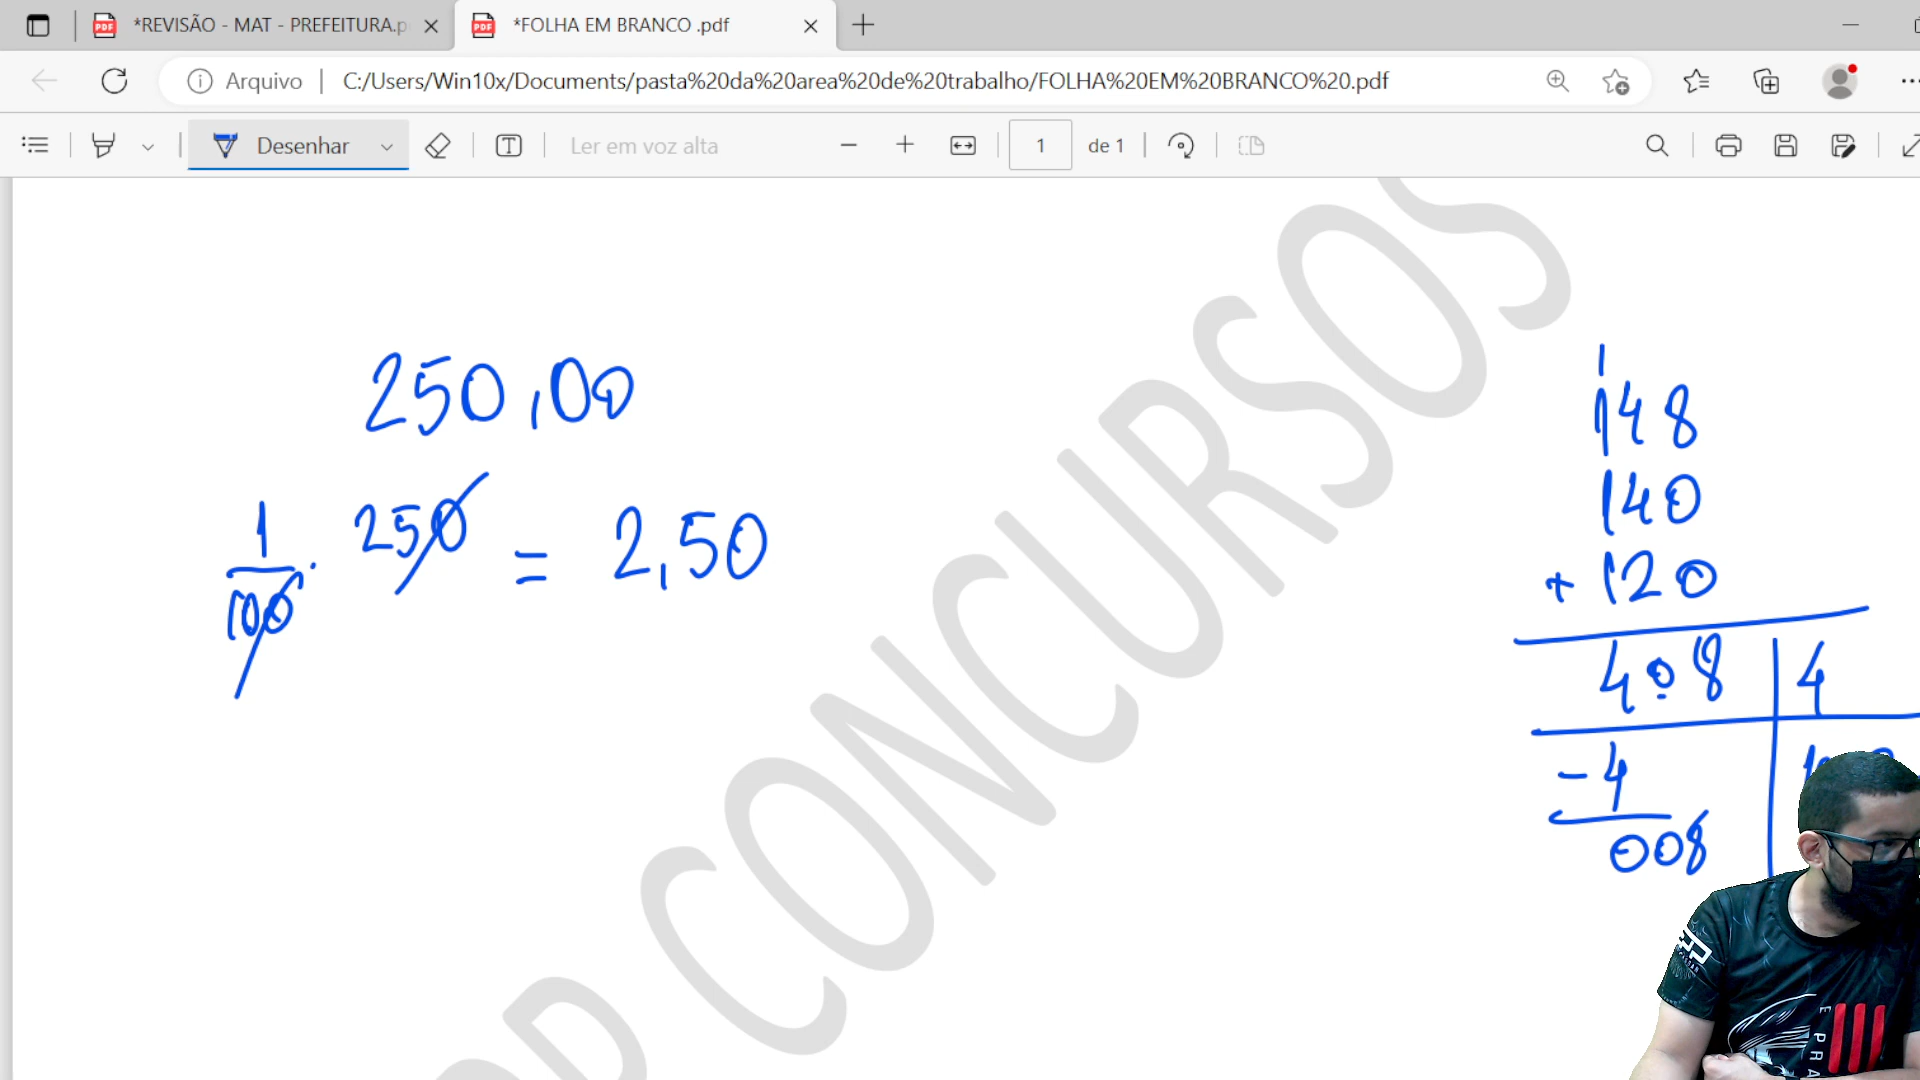 *REVISÃO - MAT - PREFEITURA.p
*FOLHA EM BRANCO .pdf
Arquivo
C:/Users/Win10x/Documents/pasta%20da%20area%20de%20trabalho/FOLHA%20EM%20BRANCO%20.pdf
Desenhar
Ler em voz alta
1
de 1
CONCURSOS
250,00
1/100 . 250 = 2,50
1
148
140
+ 120
408 | 4
- 4
008